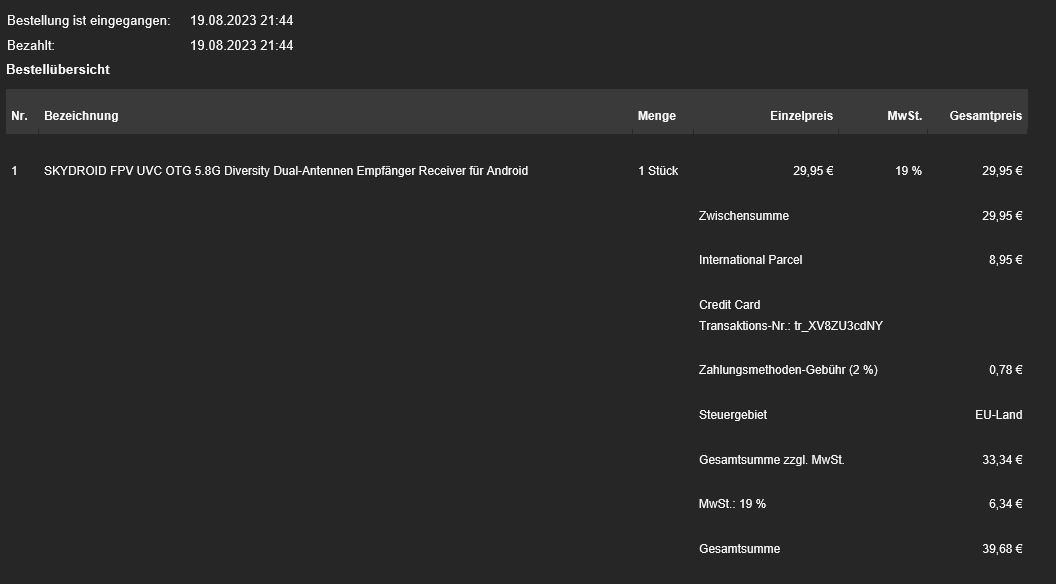 Bestellung ist eingegangen: 19.08.2023 21:44
Bezahlt: 19.08.2023 21:44
Bestellübersicht
Nr. Bezeichnung Menge Einzelpreis MwSt. Gesamtpreis
1 SKYDROID FPV UVC OTG 5.8G Diversity Dual-Antennen Empfänger Receiver für Android 1 Stück 29,95 € 19 % 29,95 €
Zwischensumme 29,95 €
International Parcel 8,95 €
Credit Card
Transaktions-Nr.: tr_XV8ZU3cdNY
Zahlungsmethoden-Gebühr (2 %) 0,78 €
Steuergebiet EU-Land
Gesamtsumme zzgl. MwSt. 33,34 €
MwSt.: 19 % 6,34 €
Gesamtsumme 39,68 €